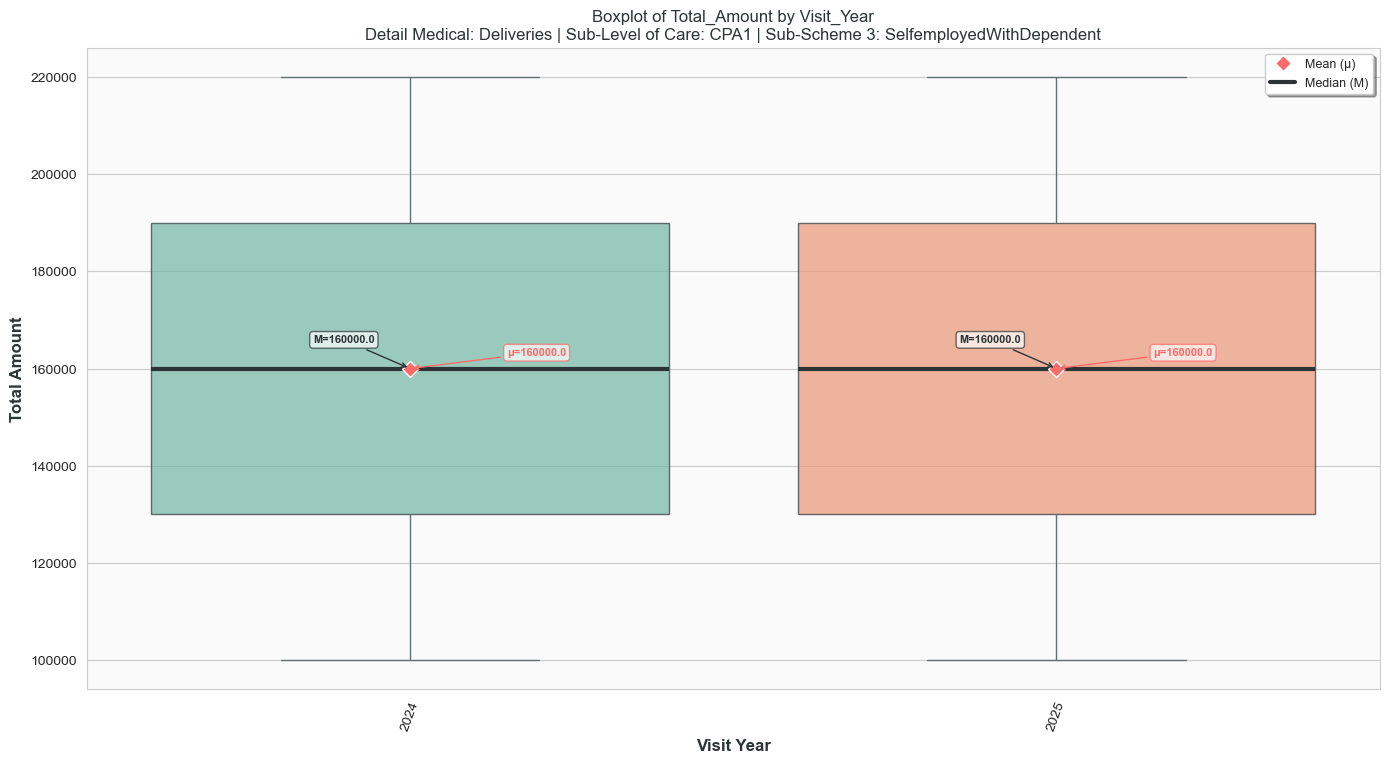 Boxplot of Total_Amount by Visit_Year
Detail Medical: Deliveries | Sub-Level of Care: CPA1 | Sub-Scheme 3: SelfemployedWithDependent
Mean (μ)
Median (M)
220000
200000
180000
160000
140000
120000
100000
Total Amount
M=160000.0
μ=160000.0
M=160000.0
μ=160000.0
2024
2025
Visit Year